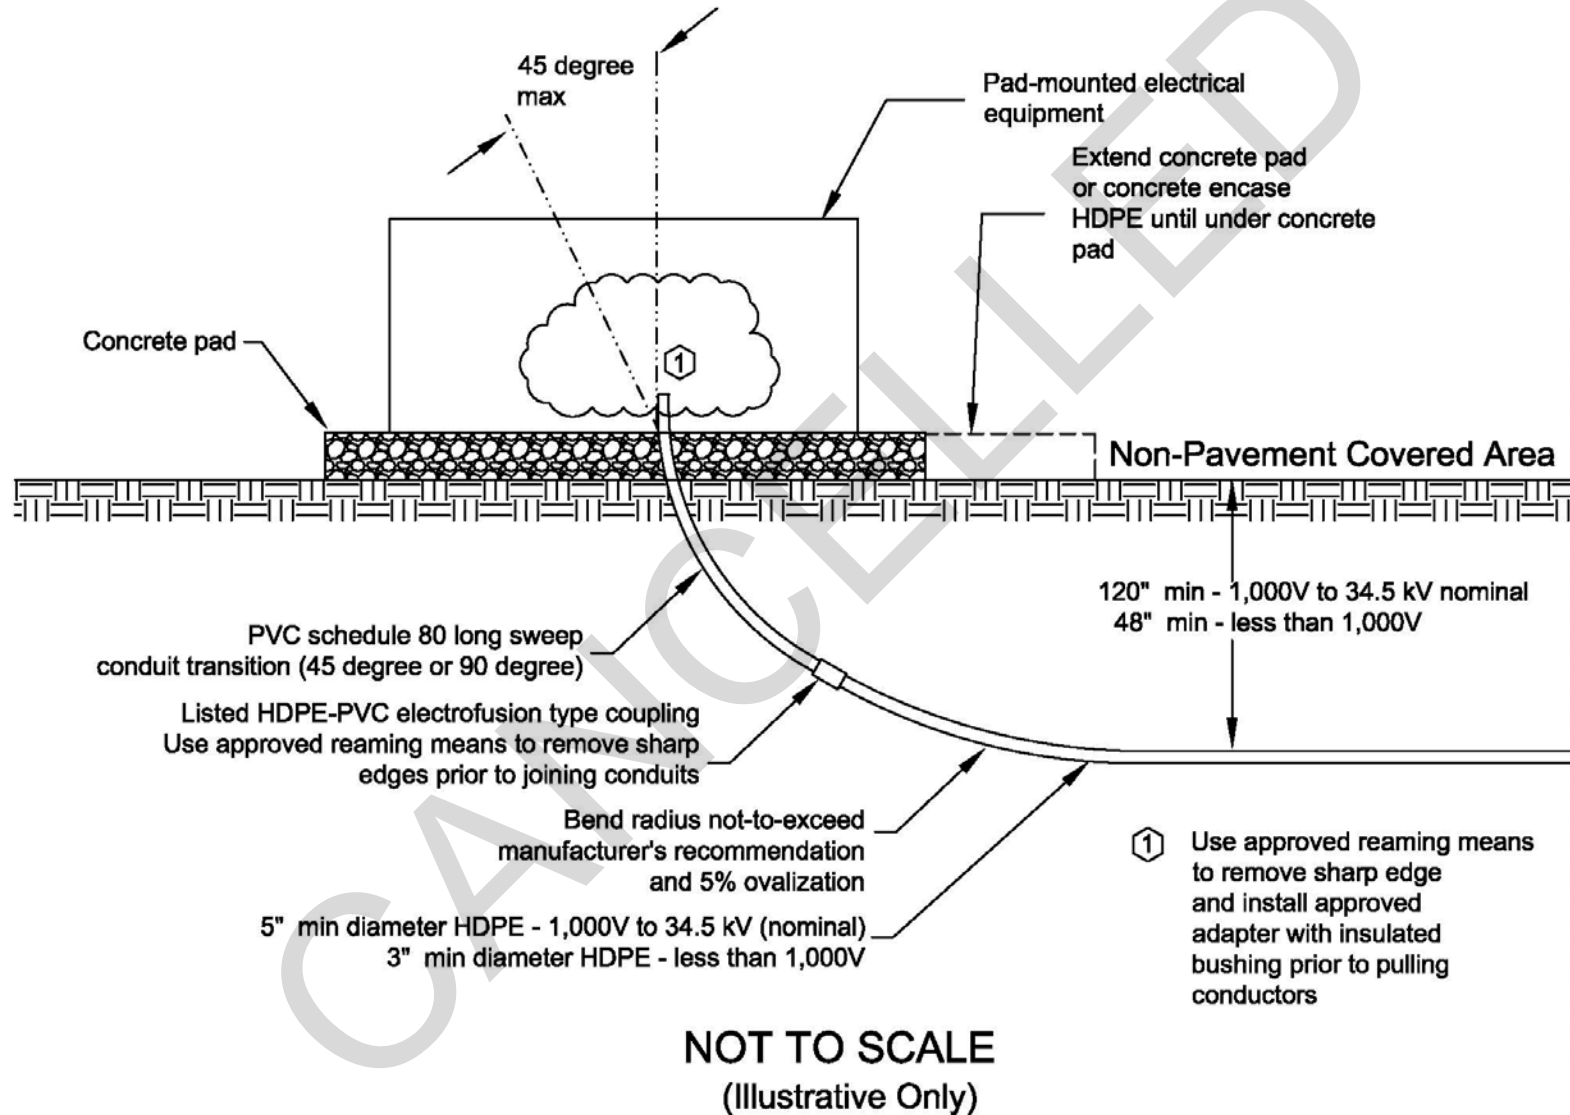 45 degree
max
Pad-mounted electrical
equipment
Extend concrete pad
or concrete encase
HDPE until under concrete
pad
Concrete pad
1
Non-Pavement Covered Area
120" min - 1,000V to 34.5 kV nominal
48" min - less than 1,000V
PVC schedule 80 long sweep
conduit transition (45 degree or 90 degree)
Listed HDPE-PVC electrofusion type coupling
Use approved reaming means to remove sharp
edges prior to joining conduits
Bend radius not-to-exceed
manufacturer's recommendation
and 5% ovalization
5" min diameter HDPE - 1,000V to 34.5 kV (nominal)
3" min diameter HDPE - less than 1,000V
1 Use approved reaming means
to remove sharp edge
and install approved
adapter with insulated
bushing prior to pulling
conductors
NOT TO SCALE
(Illustrative Only)
CANCELLED